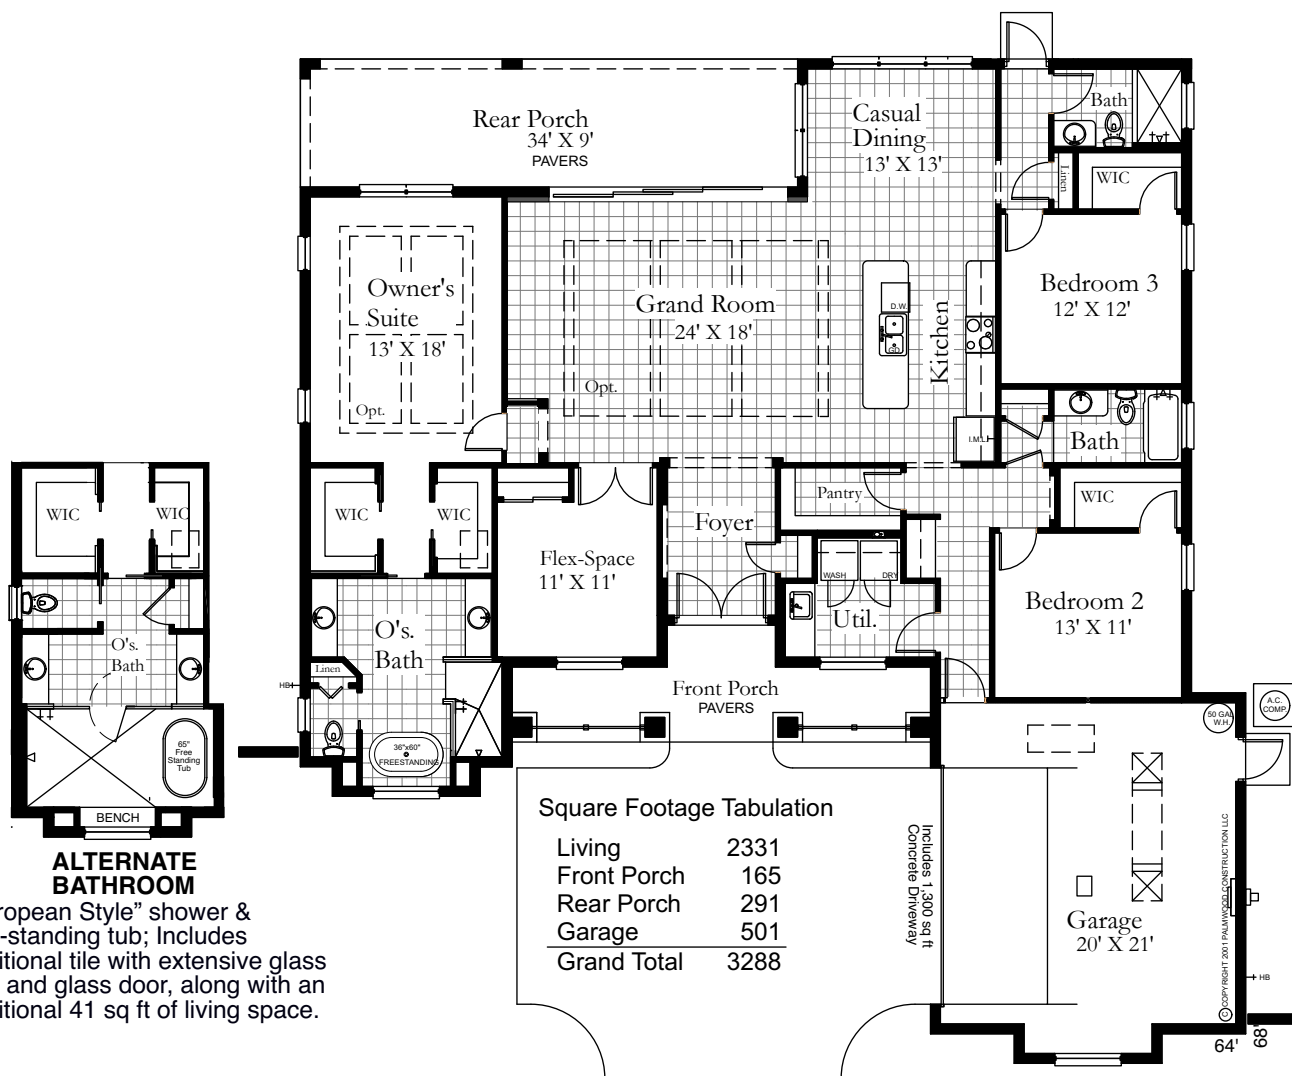 Rear Porch
34' X 9'
PAVERS
Casual
Dining
13' X 13'
Bath
Linen
WIC
Owner's
Suite
13' X 18'
Opt.
Grand Room
24' X 18'
Opt.
D.W.
GD
Kitchen
I.M.L
Bedroom 3
12' X 12'
Bath
WIC
Bedroom 2
13' X 11'
WIC
WIC
Flex-Space
11' X 11'
Foyer
Pantry
WASH
DRY
Util.
O's.
Bath
Linen
HB
36"x60"
FREESTANDING
Front Porch
PAVERS
A.C.
COMP.
50 GAL
W.H.
Garage
20' X 21'
HB
© COPYRIGHT 2001 PALMWOOD CONSTRUCTION LLC
64'
68'
Includes 1,300 sq ft
Concrete Driveway
Square Footage Tabulation
Living 2331
Front Porch 165
Rear Porch 291
Garage 501
Grand Total 3288
WIC
WIC
O's.
Bath
65"
Free
Standing
Tub
BENCH
ALTERNATE
BATHROOM
ropean Style” shower &
-standing tub; Includes
itional tile with extensive glass
and glass door, along with an
itional 41 sq ft of living space.